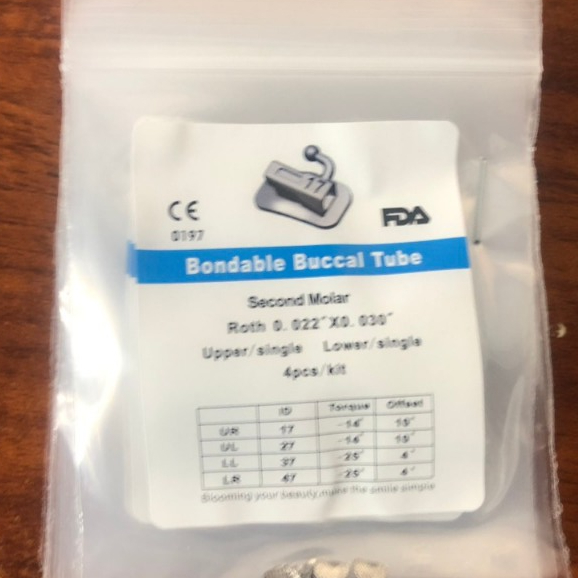 17
CE
0197
FDA
Bondable Buccal Tube
Second Molar
Roth 0.022″X0.030″
Upper/single Lower/single
4pcs/kit
ID Torque Offset
UR 17 -14° 10°
UL 27 -14° 10°
LL 37 -25° 4°
LR 47 -25° 4°
Blooming your beauty,make the smile simple